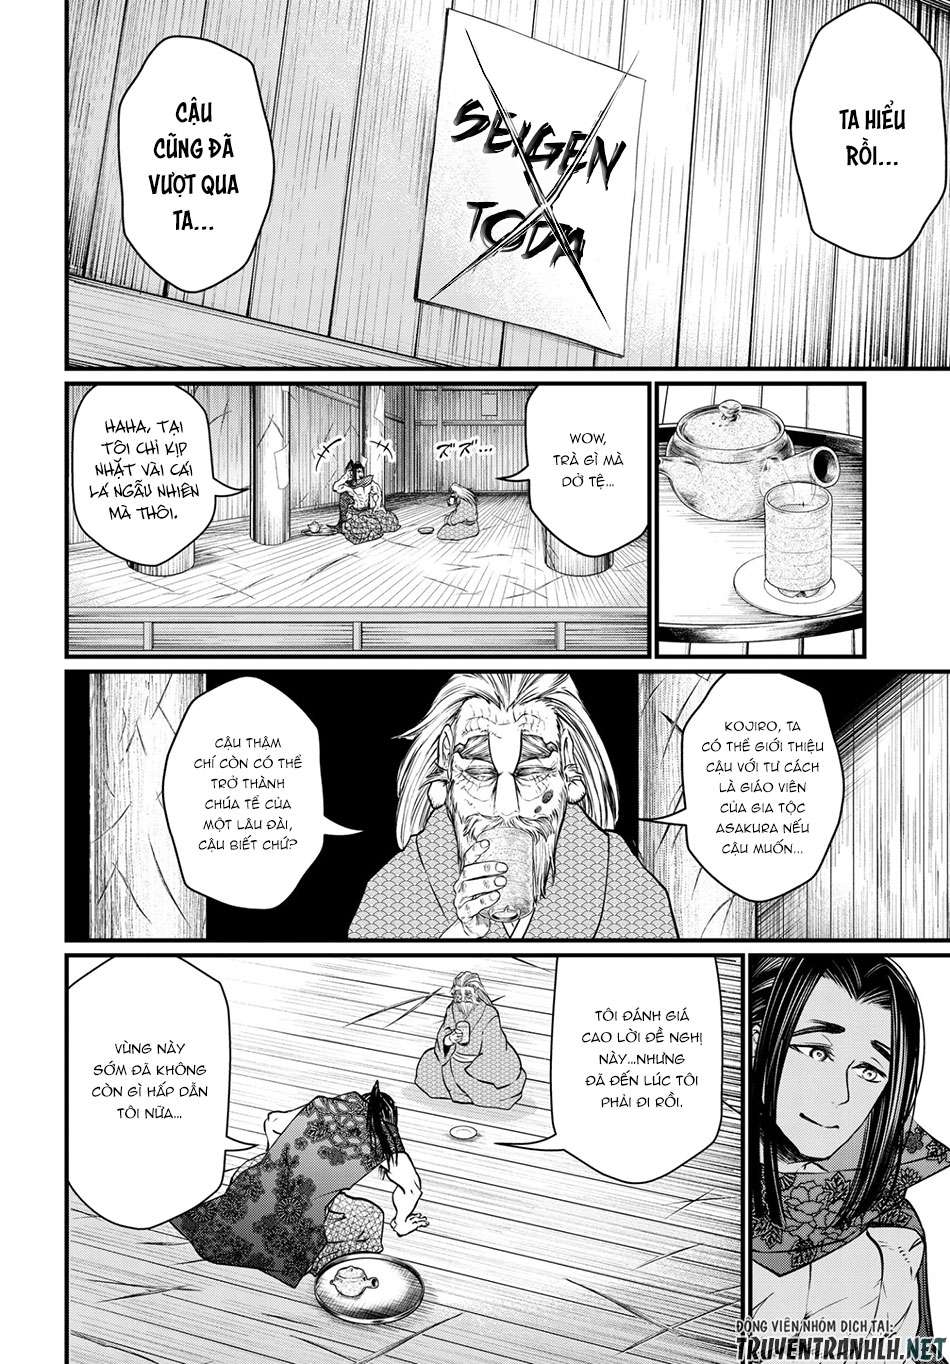 TA HIỂU
RỒI...
SEIGEN
TODA
CẬU
CŨNG ĐÃ
VƯỢT QUA
TA...
WOW,
TRÀ GÌ MÀ
DỞ TỆ...
ズズ...
HAHA, TẠI
TÔI CHỈ KỊP
NHẶT VÀI CÁI
LÁ NGẪU NHIÊN
MÀ THÔI.
KOJIRO, TA
CÓ THỂ GIỚI THIỆU
CẬU VỚI TƯ CÁCH
LÀ GIÁO VIÊN
CỦA GIA TỘC
ASAKURA NẾU
CẬU MUỐN...
CẬU THẬM
CHÍ CÒN CÓ THỂ
TRỞ THÀNH
CHÚA TỂ CỦA
MỘT LÂU ĐÀI,
CẬU BIẾT CHỨ?
TÔI ĐÁNH GIÁ
CAO LỜI ĐỀ NGHỊ
NÀY...NHƯNG
ĐÃ ĐẾN LÚC TÔI
PHẢI ĐI RỒI.
VÙNG NÀY
SỚM ĐÃ KHÔNG
CÒN GÌ HẤP DẪN
TÔI NỮA...
ĐỘNG VIÊN NHÓM DỊCH TẠI:
TRUYENTRANHLH.NET